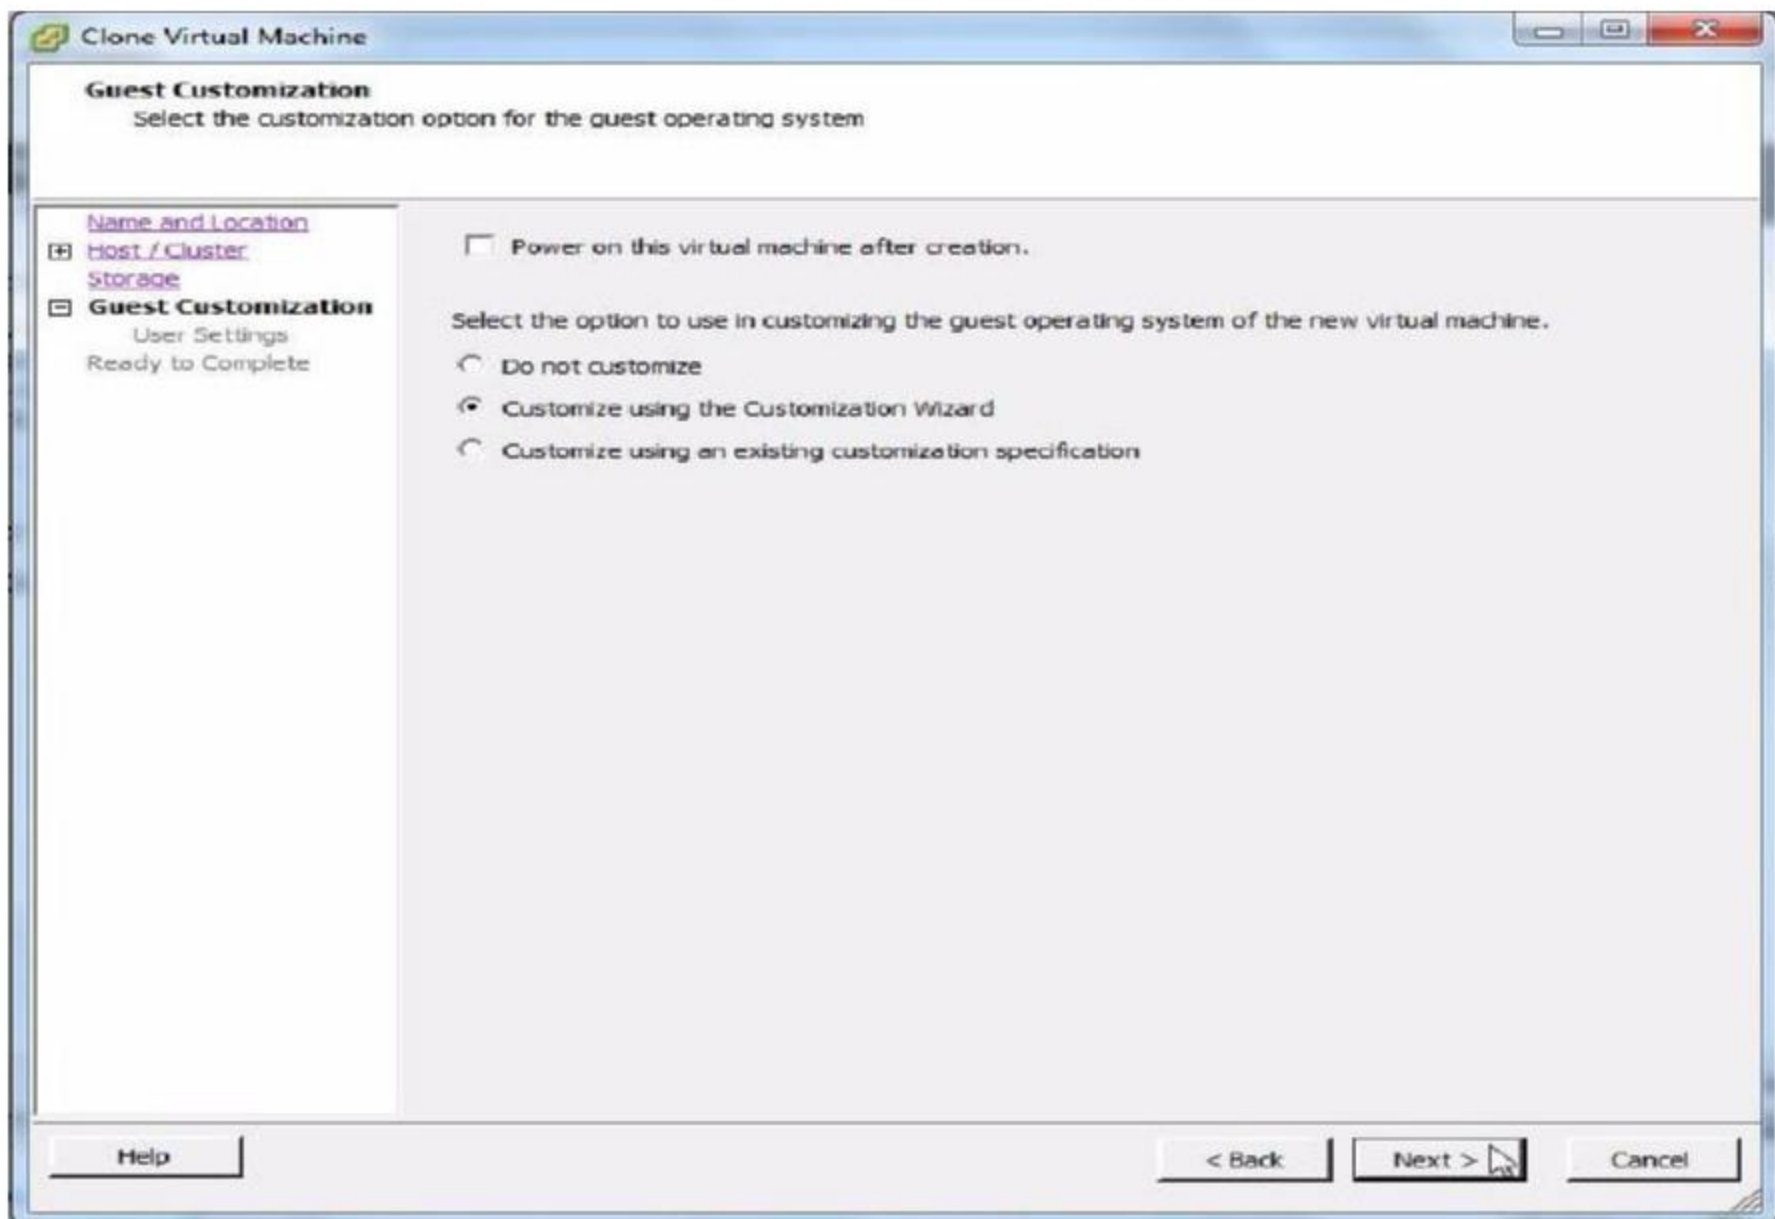 Clone Virtual Machine
Guest Customization
Select the customization option for the guest operating system
Name and Location
Host / Cluster
Storage
Guest Customization
User Settings
Ready to Complete
Power on this virtual machine after creation.
Select the option to use in customizing the guest operating system of the new virtual machine.
Do not customize
Customize using the Customization Wizard
Customize using an existing customization specification
Help
< Back
Next >
Cancel